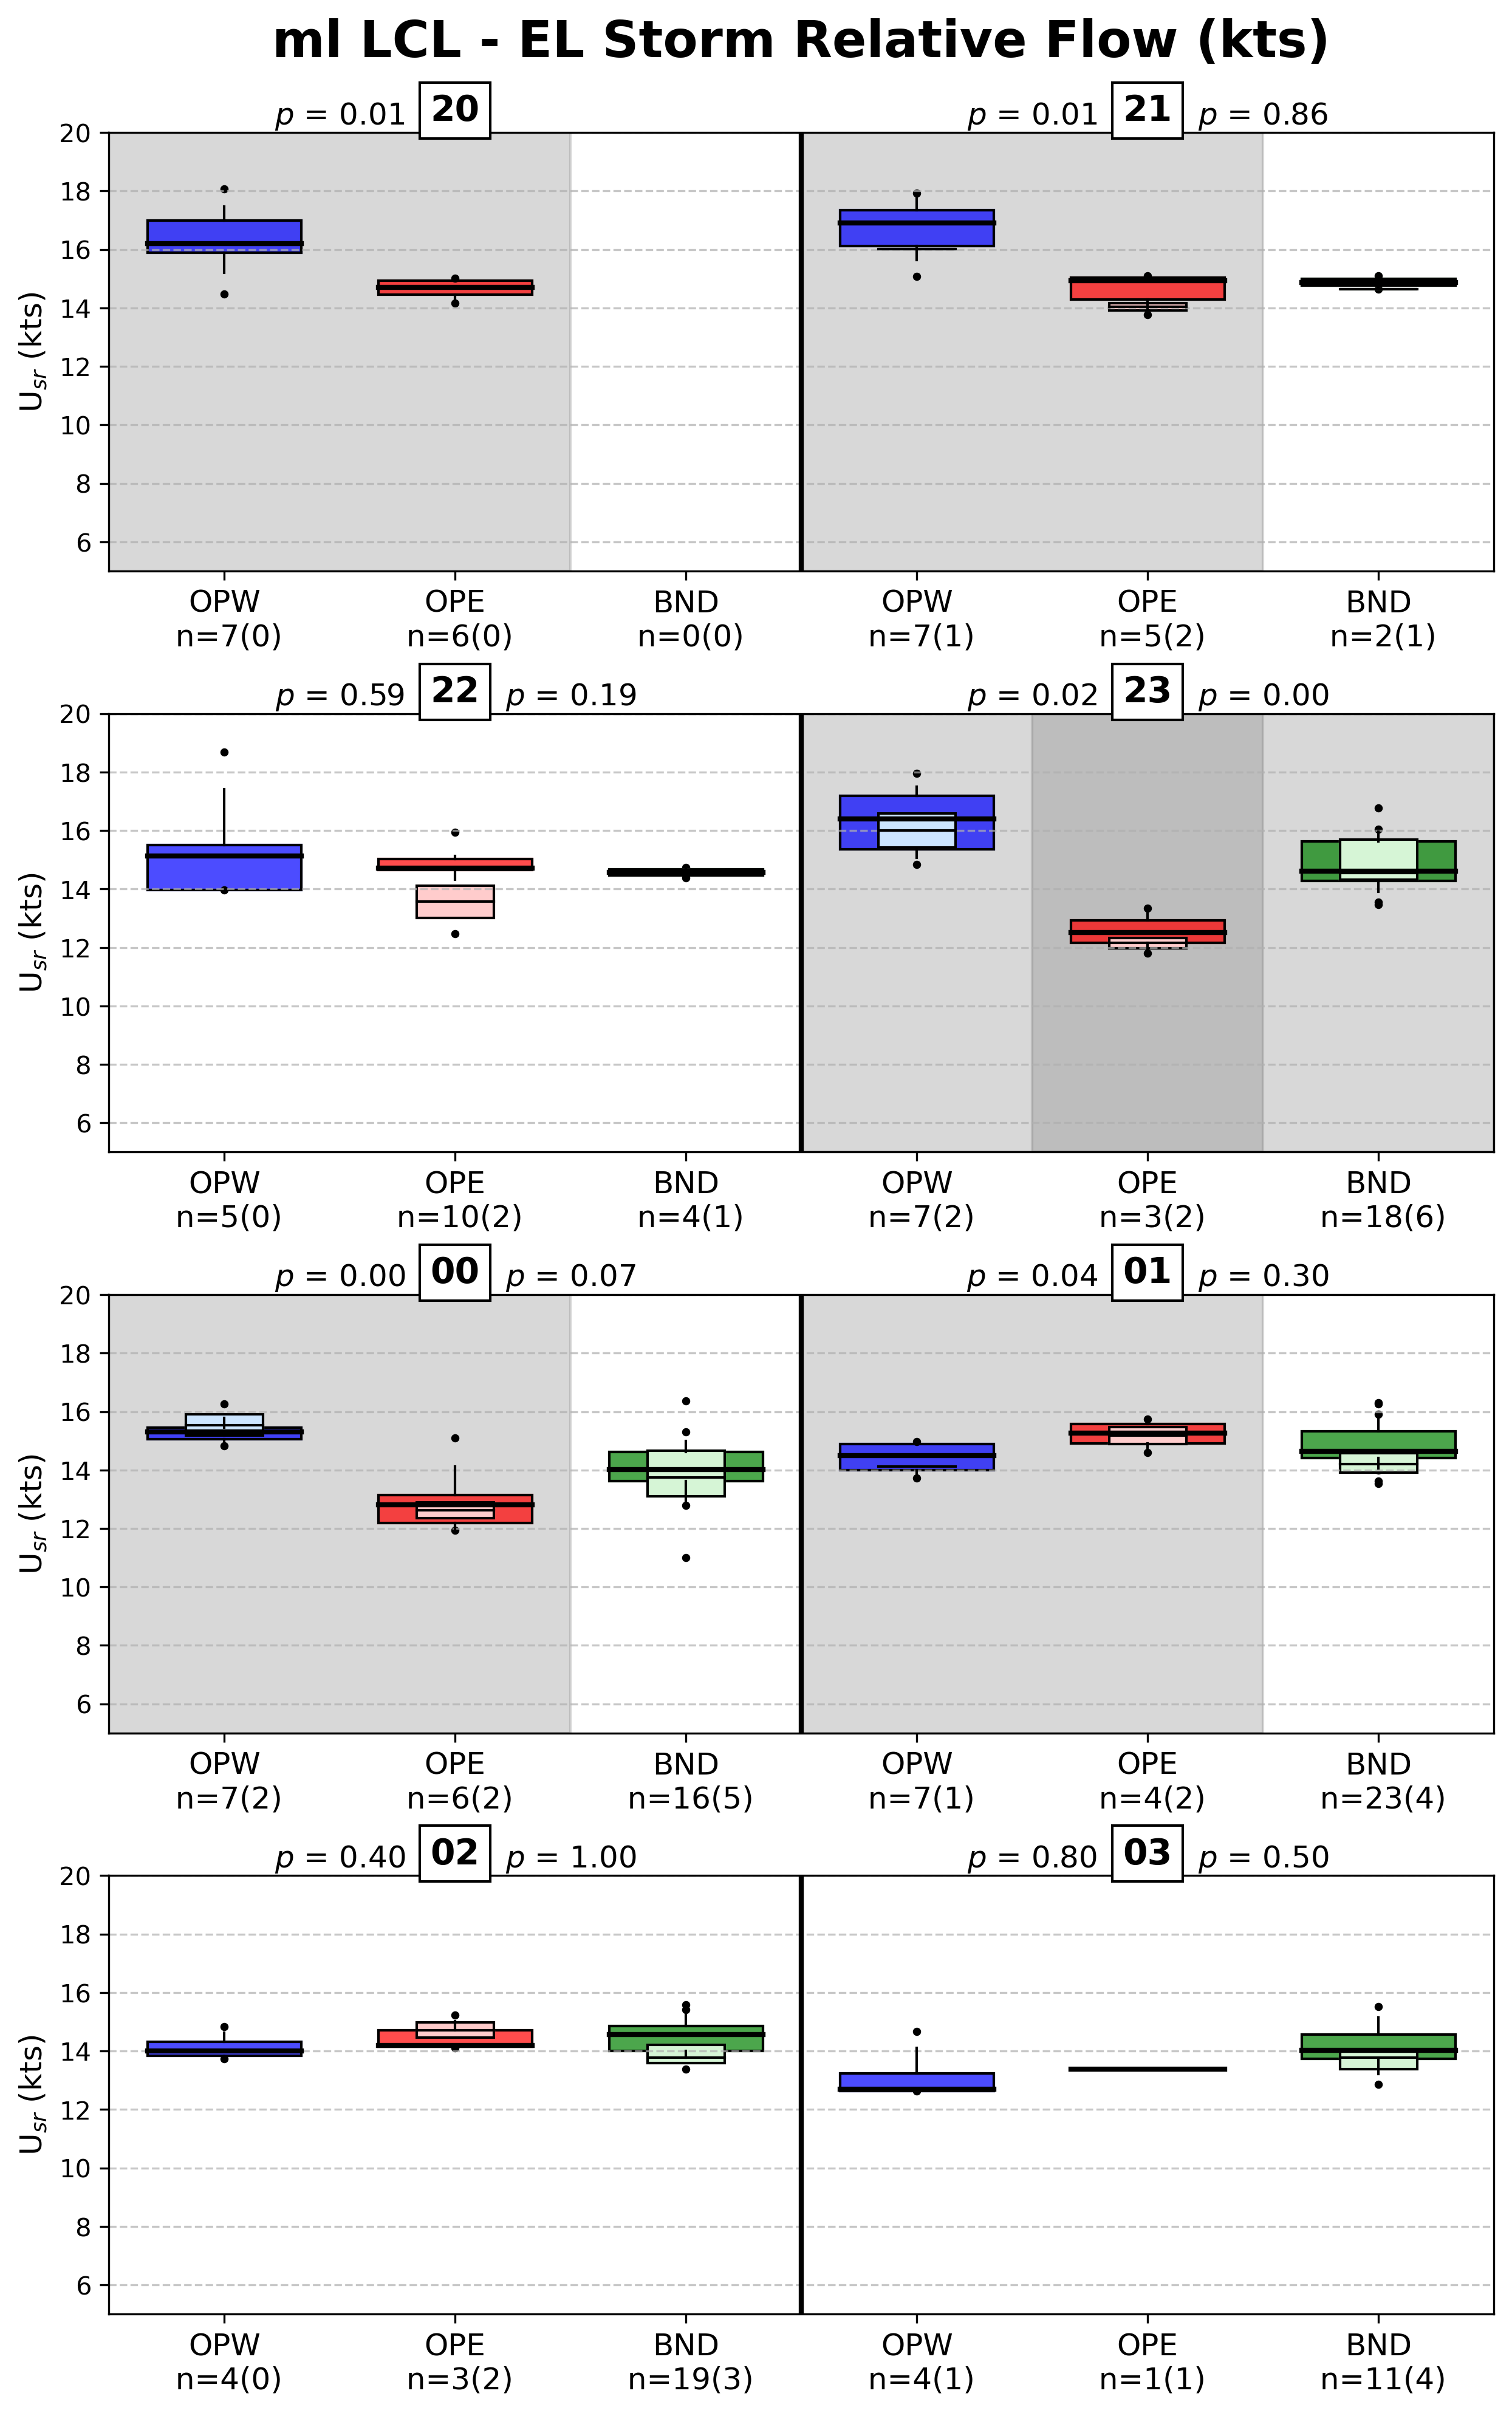 ml LCL - EL Storm Relative Flow (kts)
p = 0.01 20
p = 0.01 21 p = 0.86
20
18
16
14
12
10
8
6
U_sr (kts)
OPW OPE BND OPW OPE BND
n=7(0) n=6(0) n=0(0) n=7(1) n=5(2) n=2(1)
p = 0.59 22 p = 0.19
p = 0.02 23 p = 0.00
20
18
16
14
12
10
8
6
U_sr (kts)
OPW OPE BND OPW OPE BND
n=5(0) n=10(2) n=4(1) n=7(2) n=3(2) n=18(6)
p = 0.00 00 p = 0.07
p = 0.04 01 p = 0.30
20
18
16
14
12
10
8
6
U_sr (kts)
OPW OPE BND OPW OPE BND
n=7(2) n=6(2) n=16(5) n=7(1) n=4(2) n=23(4)
p = 0.40 02 p = 1.00
p = 0.80 03 p = 0.50
20
18
16
14
12
10
8
6
U_sr (kts)
OPW OPE BND OPW OPE BND
n=4(0) n=3(2) n=19(3) n=4(1) n=1(1) n=11(4)